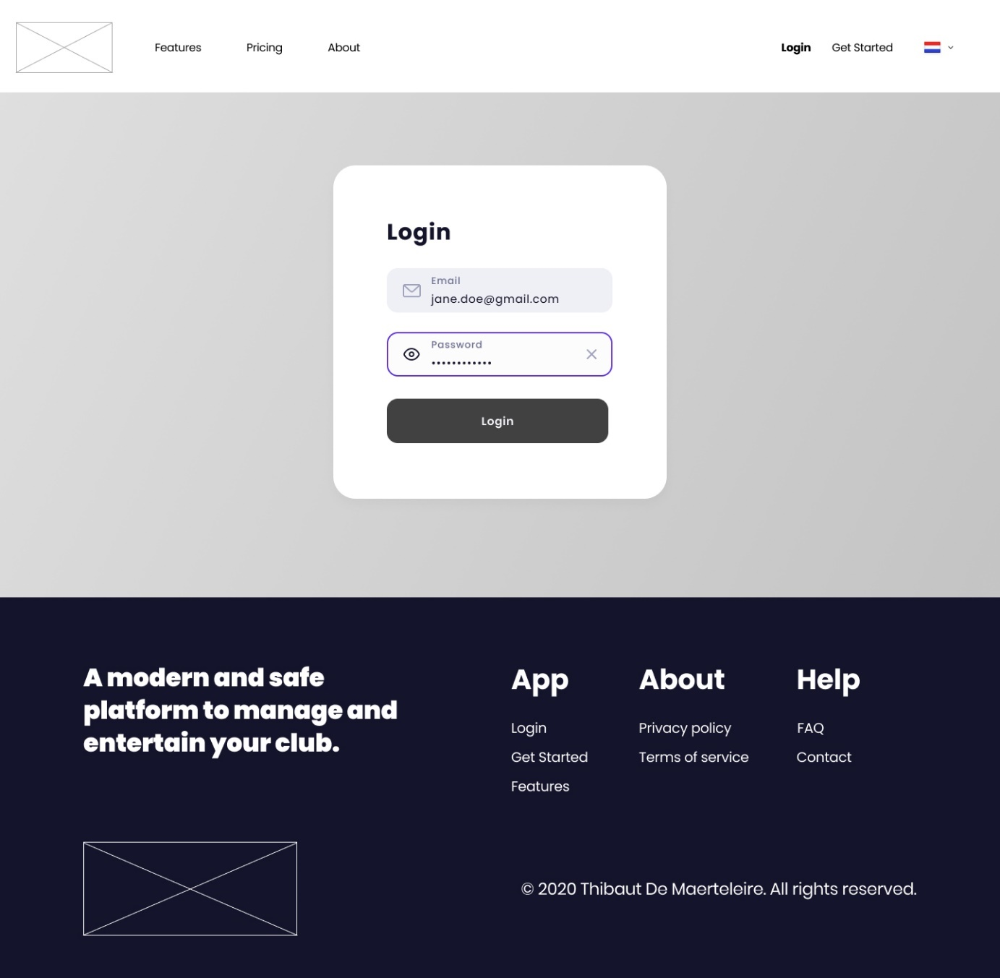 Features
Pricing
About
Login
Get Started
Login
Email
jane.doe@gmail.com
Password
••••••••••••
Login
A modern and safe
platform to manage and
entertain your club.
App
Login
Get Started
Features
About
Privacy policy
Terms of service
Help
FAQ
Contact
© 2020 Thibaut De Maerteleire. All rights reserved.